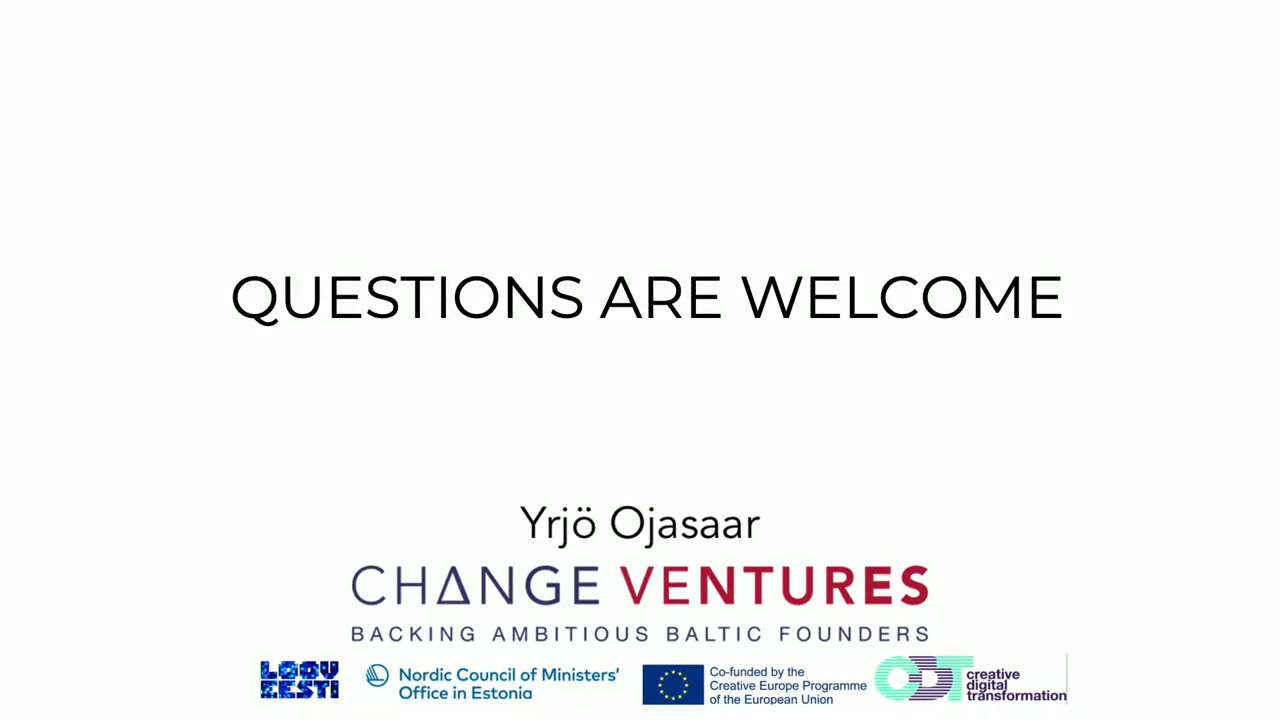 QUESTIONS ARE WELCOME
Yrjö Ojasaar
CHANGE VENTURES
BACKING AMBITIOUS BALTIC FOUNDERS
LOOV
EESTI
Nordic Council of Ministers'
Office in Estonia
Co-funded by the
Creative Europe Programme
of the European Union
CDT
creative
digital
transformation